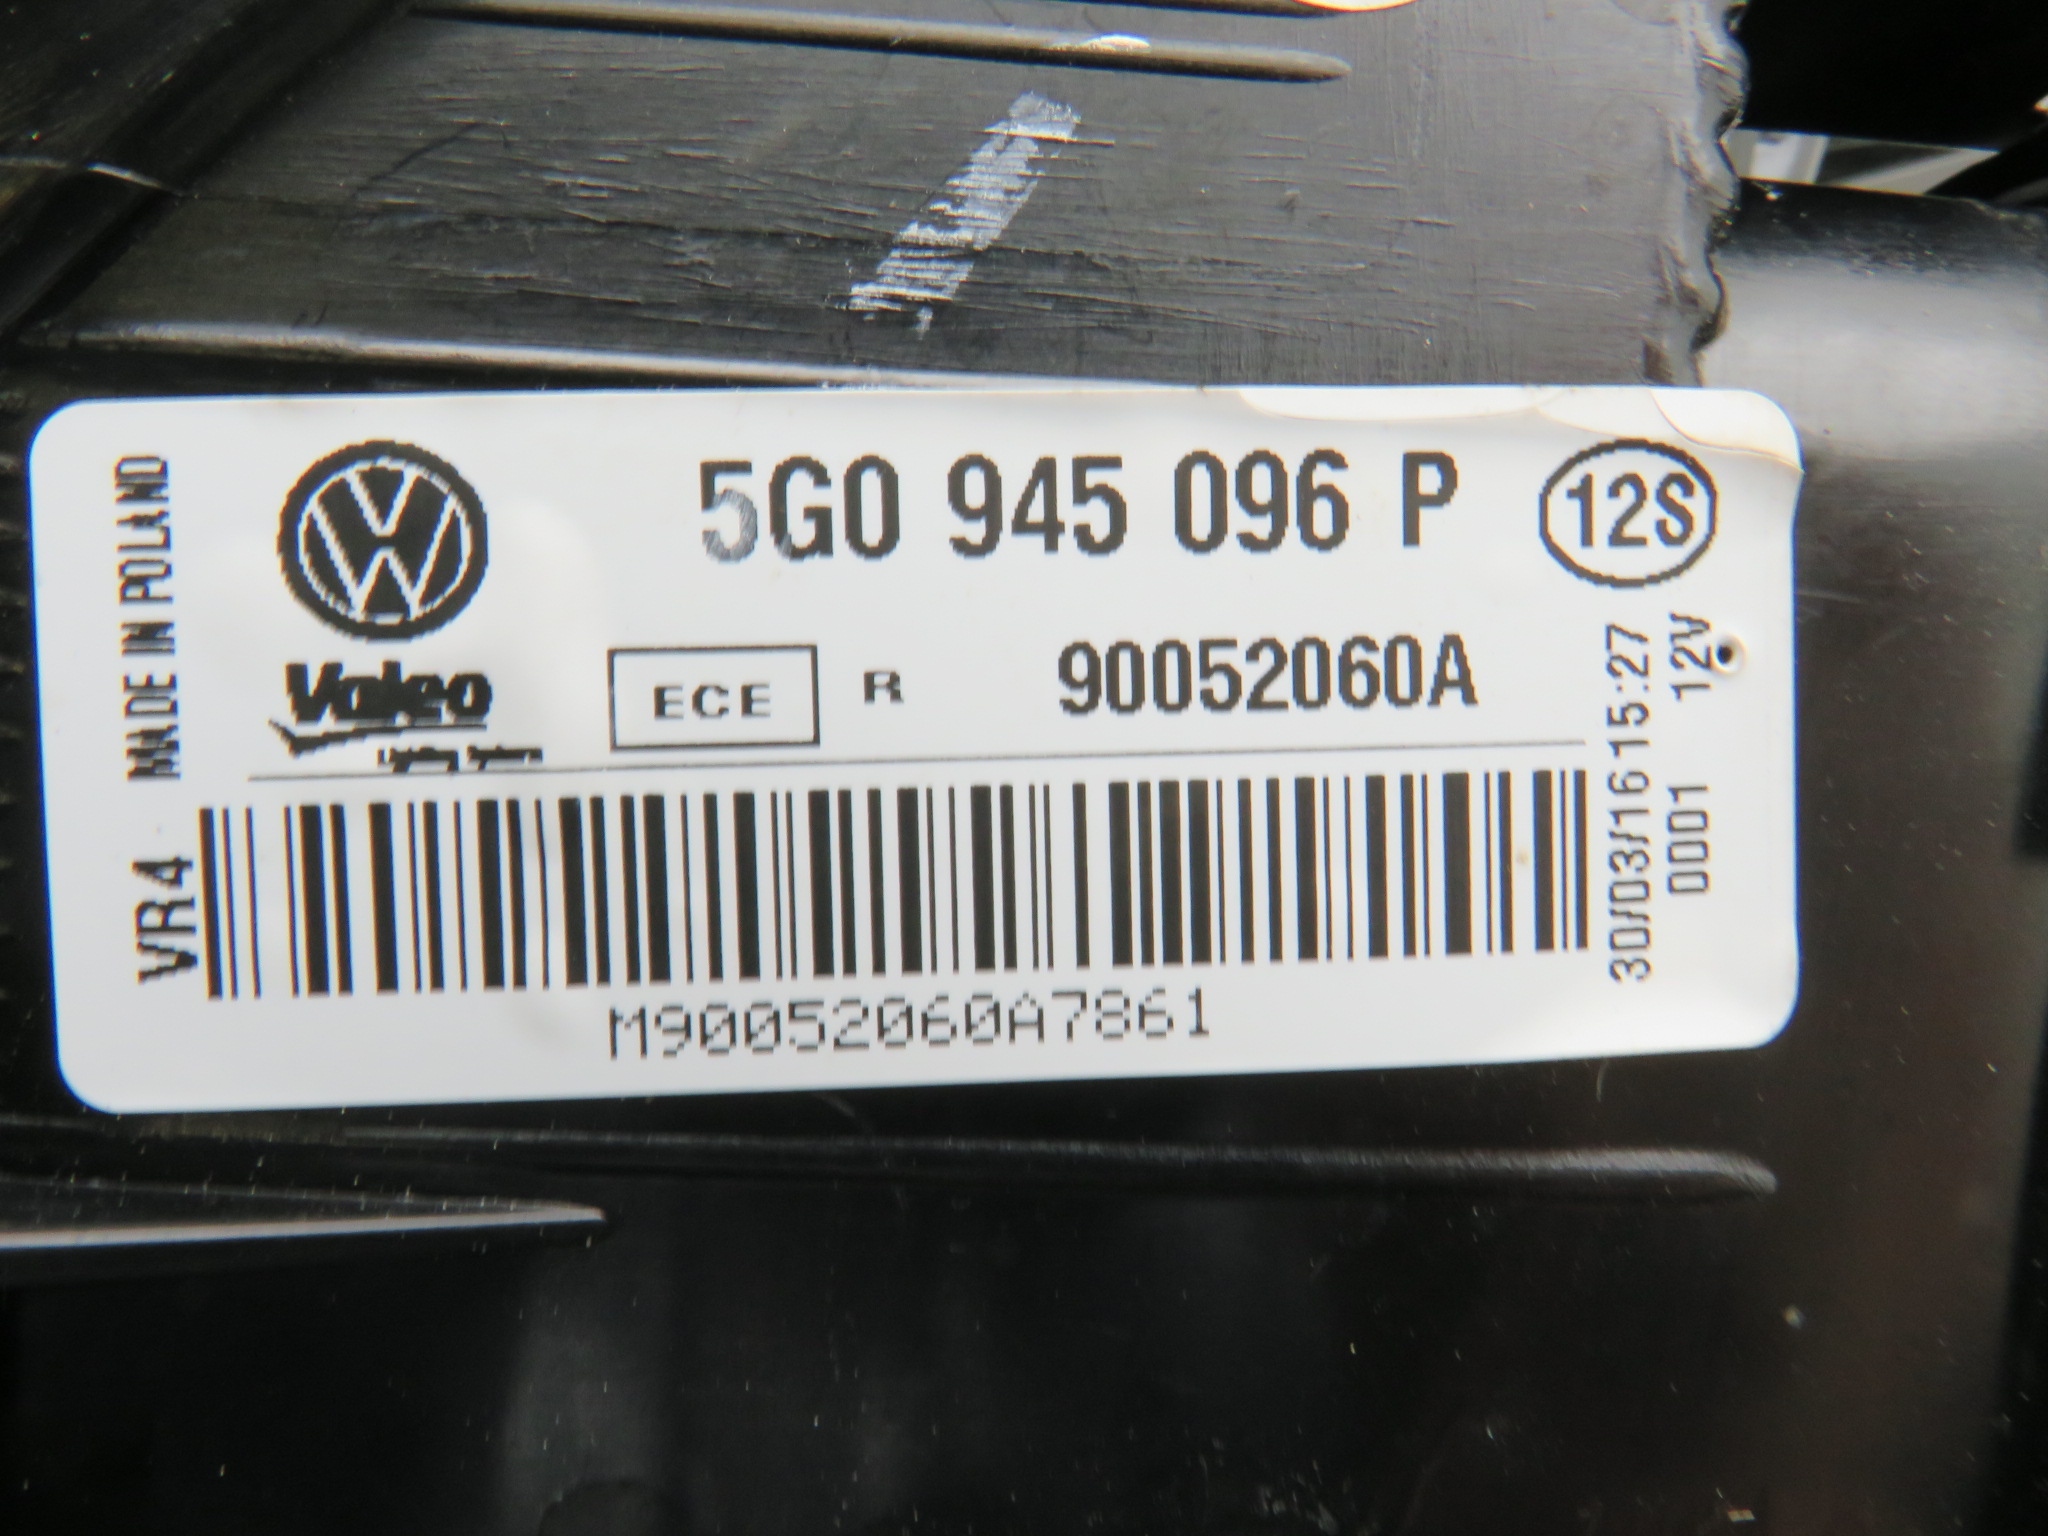 5G0 945 096 P
12S
MADE IN POLAND
Valeo
ECE R 90052060A
VR4
30/03/16 15:27
0001 12V
M90052060A7861